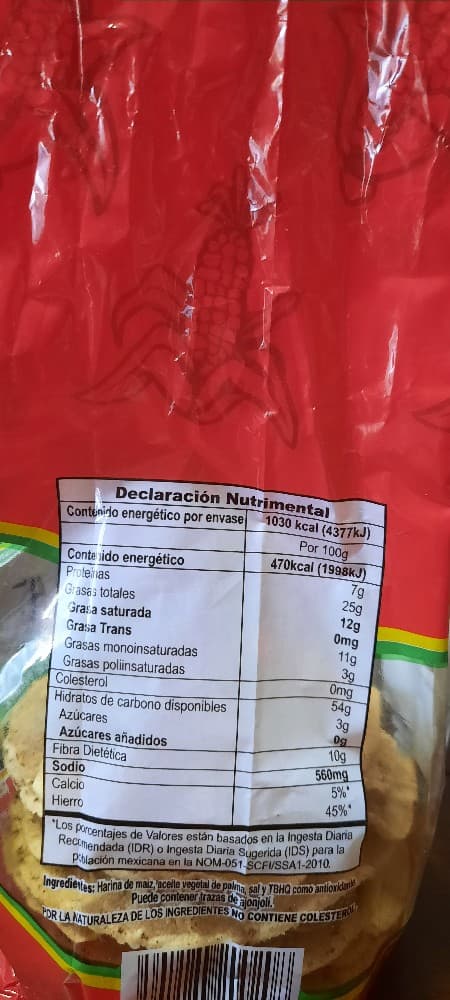 Declaración Nutrimental
Contenido energético por envase 1030 kcal (4377kJ)
Por 100g
Contenido energético 470kcal (1998kJ)
Proteínas 7g
Grasas totales 25g
Grasa saturada 12g
Grasa Trans 0mg
Grasas monoinsaturadas 11g
Grasas poliinsaturadas 3g
Colesterol 0mg
Hidratos de carbono disponibles 54g
Azúcares 3g
Azúcares añadidos 0g
Fibra Dietética 10g
Sodio 560mg
Calcio 5%*
Hierro 45%*
*Los porcentajes de Valores están basados en la Ingesta Diaria
Recomendada (IDR) o Ingesta Diaria Sugerida (IDS) para la
población mexicana en la NOM-051-SCFI/SSA1-2010.
Ingredientes: Harina de maiz, aceite vegetal de palma, sal y TBHQ como antioxidante
Puede contener trazas de ajonjoli.
POR LA NATURALEZA DE LOS INGREDIENTES NO CONTIENE COLESTEROL